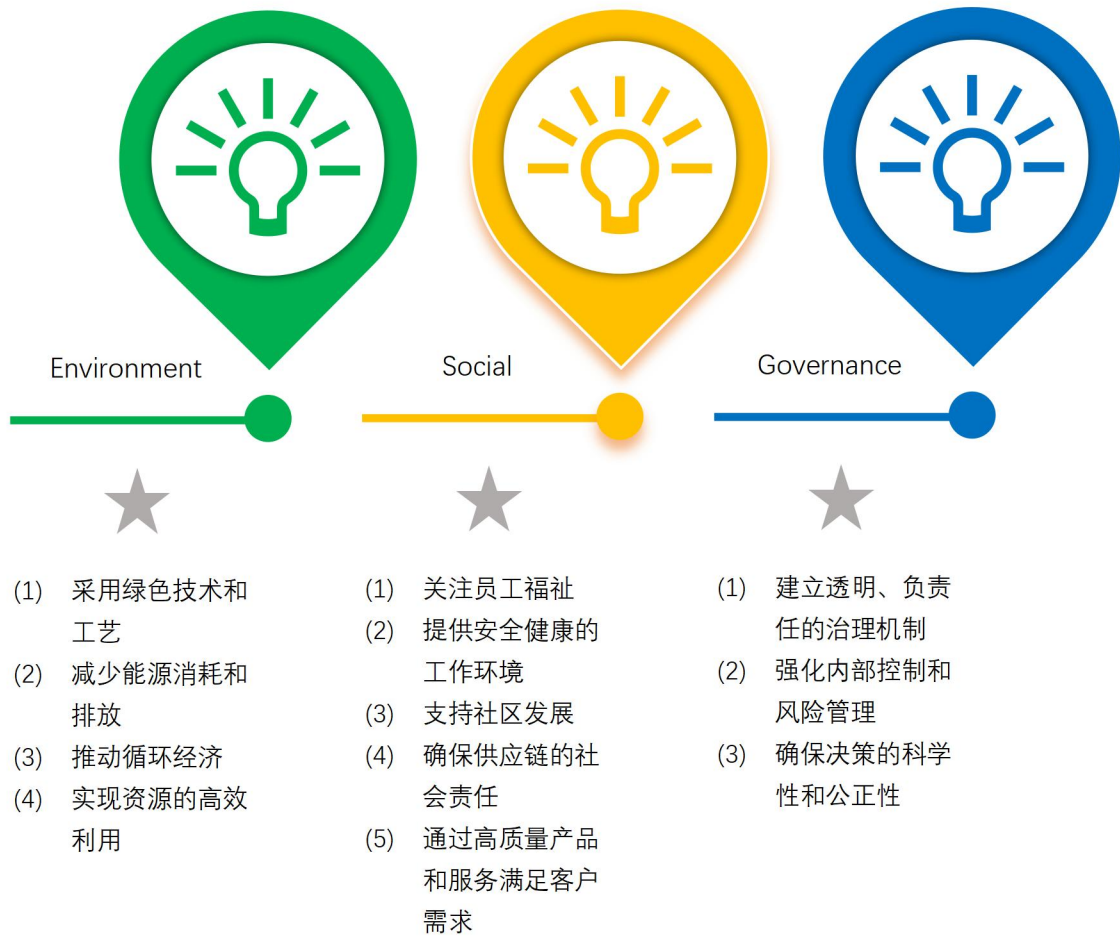 Environment
(1) 采用绿色技术和
工艺
(2) 减少能源消耗和
排放
(3) 推动循环经济
(4) 实现资源的高效
利用
Social
(1) 关注员工福祉
(2) 提供安全健康的
工作环境
(3) 支持社区发展
(4) 确保供应链的社
会责任
(5) 通过高质量产品
和服务满足客户
需求
Governance
(1) 建立透明、负责
任的治理机制
(2) 强化内部控制和
风险管理
(3) 确保决策的科学
性和公正性